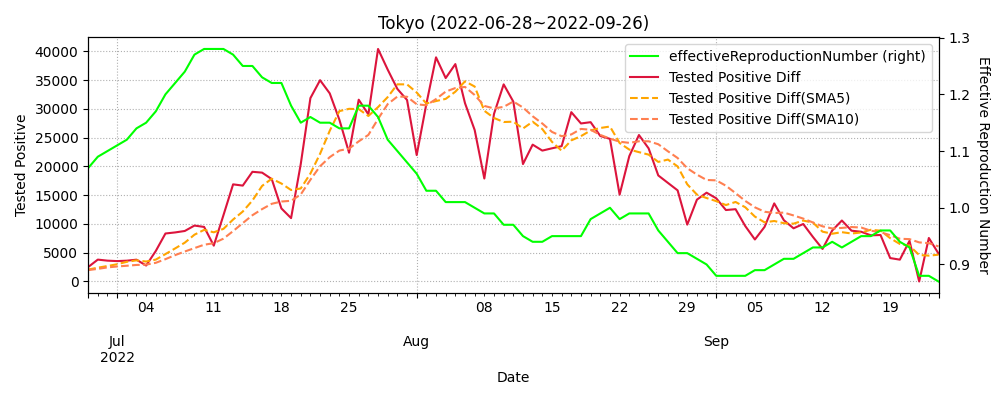 Tokyo (2022-06-28~2022-09-26)
effectiveReproductionNumber (right)
Tested Positive Diff
Tested Positive Diff(SMA5)
Tested Positive Diff(SMA10)
Tested Positive
40000
35000
30000
25000
20000
15000
10000
5000
0
1.3
1.2
1.1
1.0
0.9
Effective Reproduction Number
04 11 18 25 08 15 22 29 05 12 19
Jul Aug Sep
2022
Date